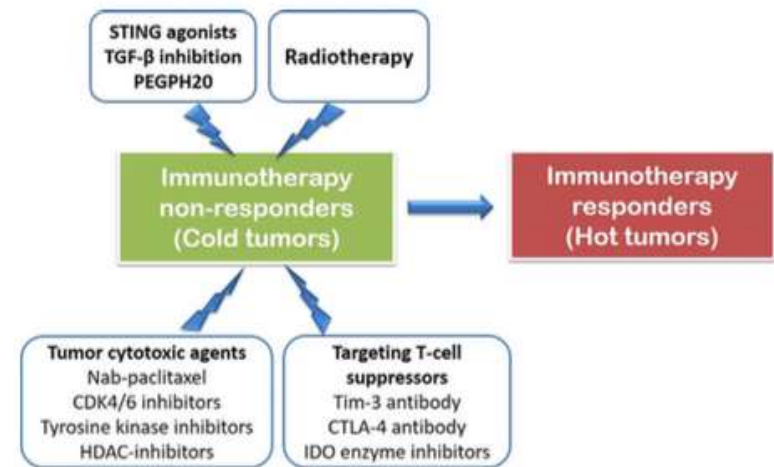 STING agonists
TGF-β inhibition
PEGPH20
Radiotherapy
Immunotherapy
non-responders
(Cold tumors)
Immunotherapy
responders
(Hot tumors)
Tumor cytotoxic agents
Nab-paclitaxel
CDK4/6 inhibitors
Tyrosine kinase inhibitors
HDAC-inhibitors
Targeting T-cell
suppressors
Tim-3 antibody
CTLA-4 antibody
IDO enzyme inhibitors